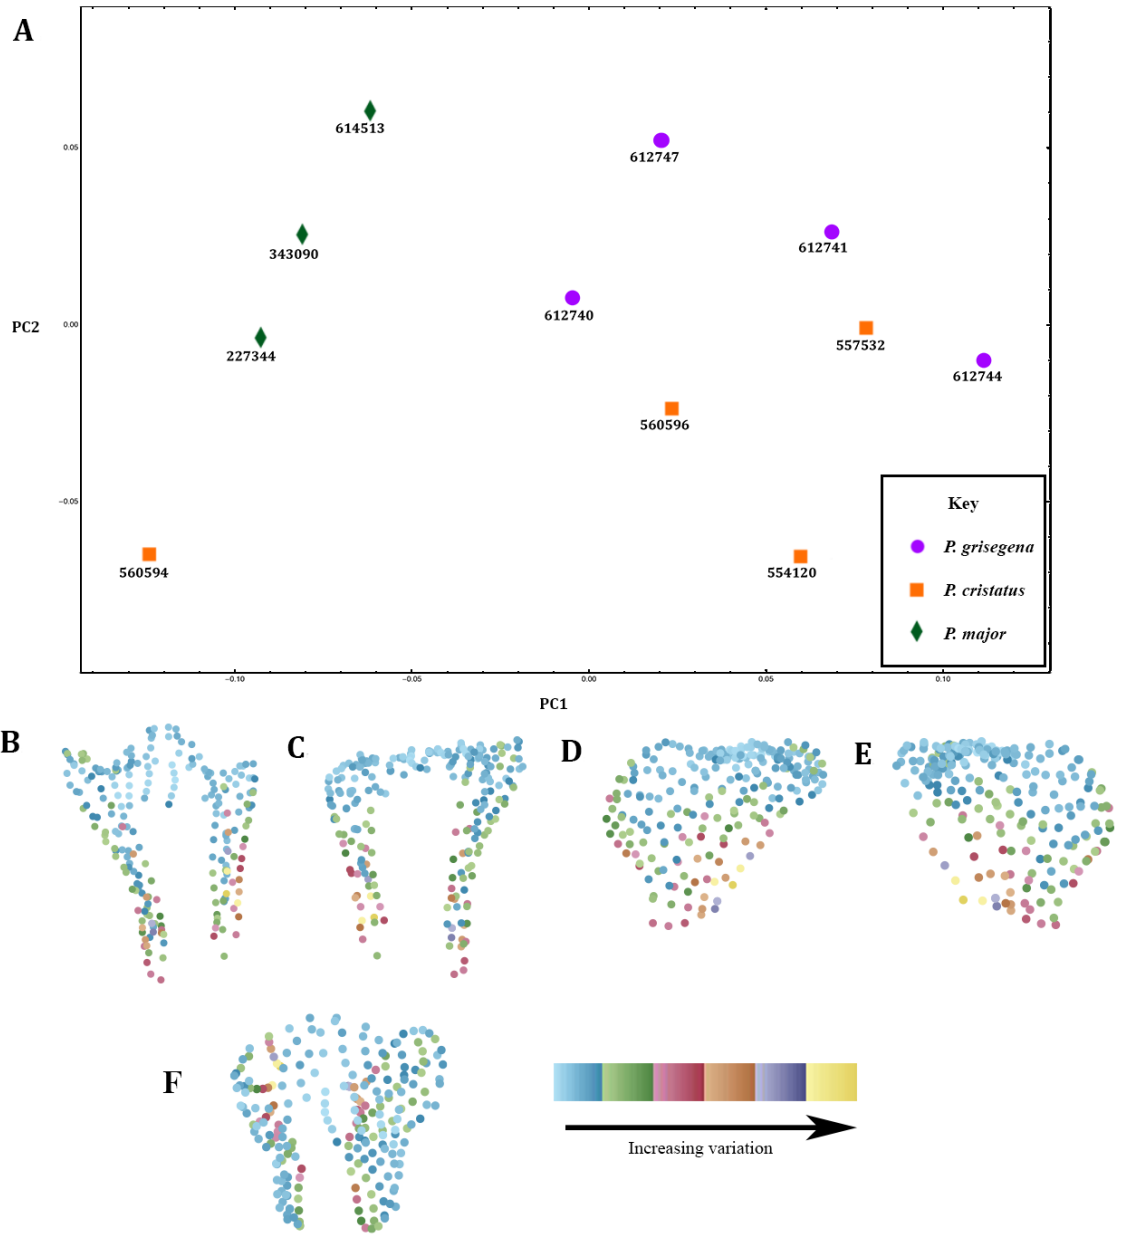 A
614513
612747
0.05
612741
343090
612740
PC2
0.00
557532
227344
612744
560596
−0.05
Key
P. grisegena
560594
554120
P. cristatus
P. major
−0.10
−0.05
0.00
0.05
0.10
PC1
B
C
D
E
F
Increasing variation